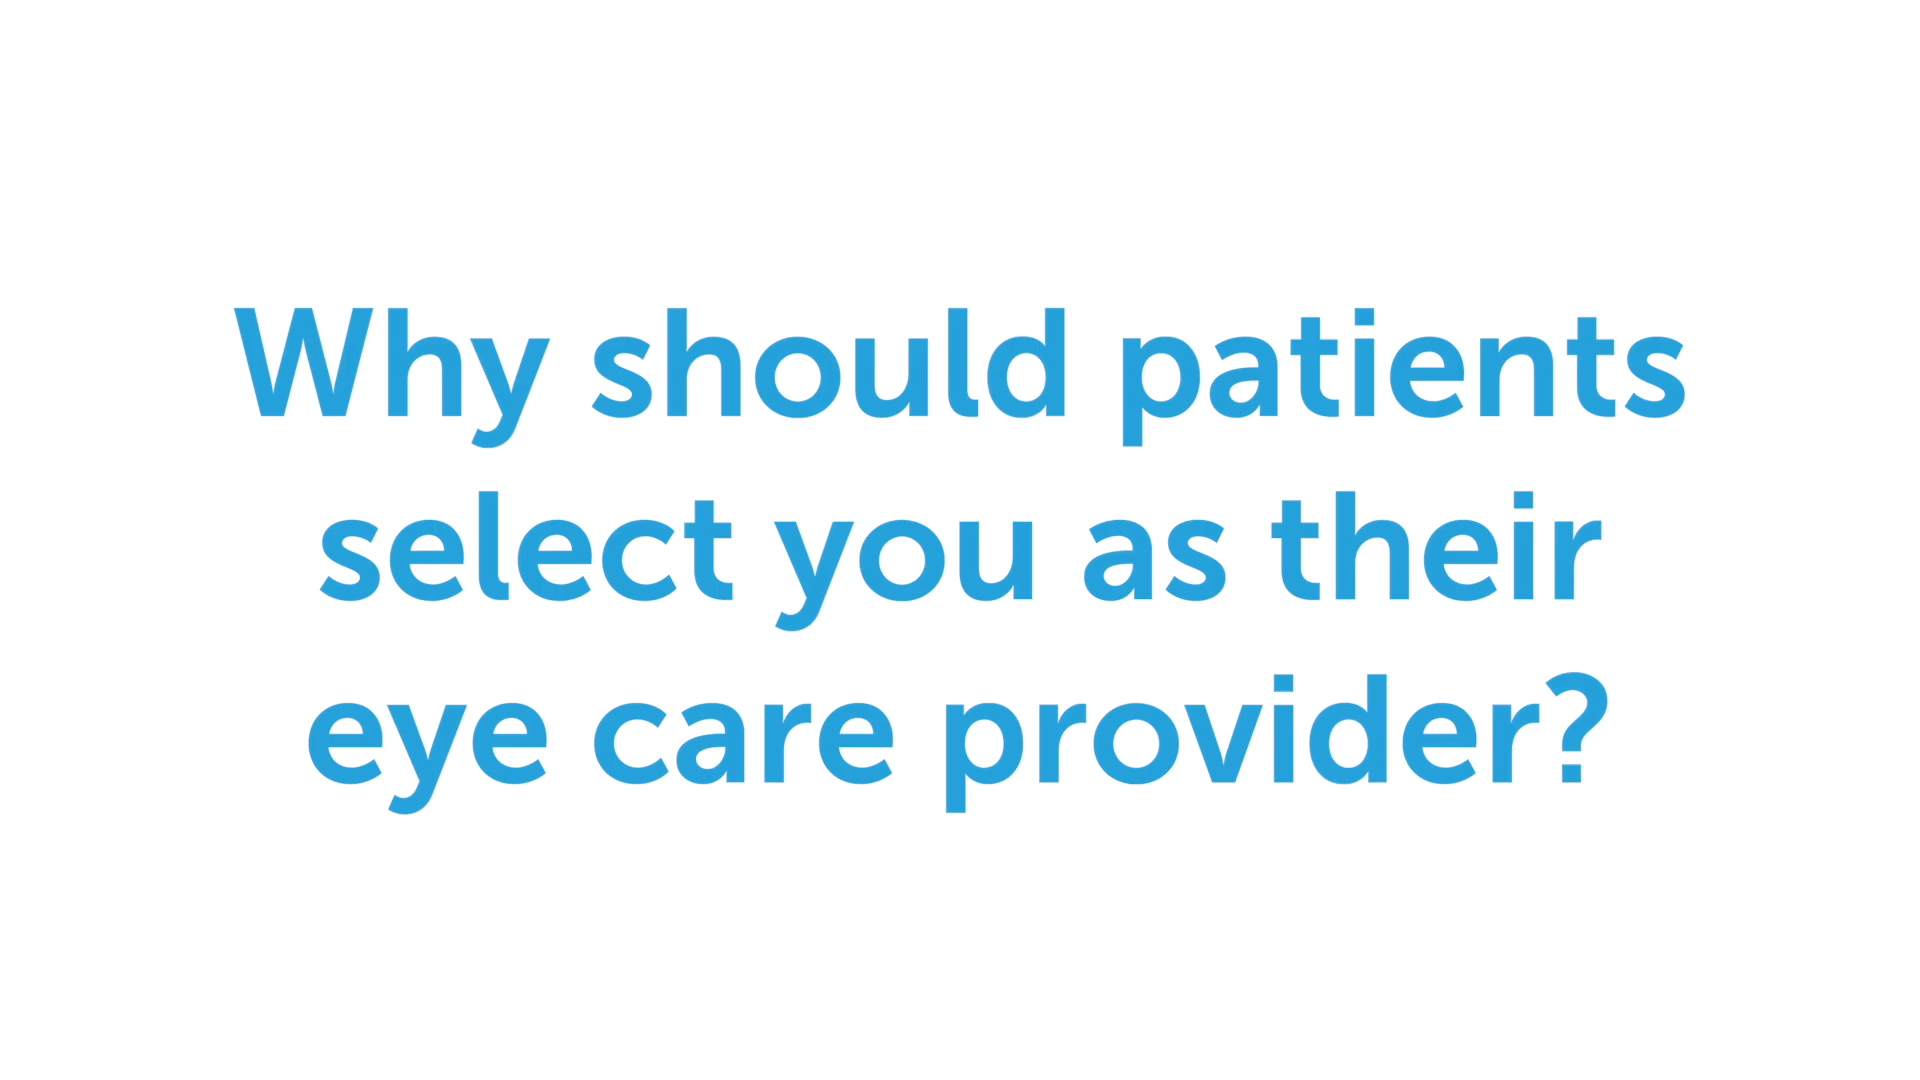 Why should patients
select you as their
eye care provider?